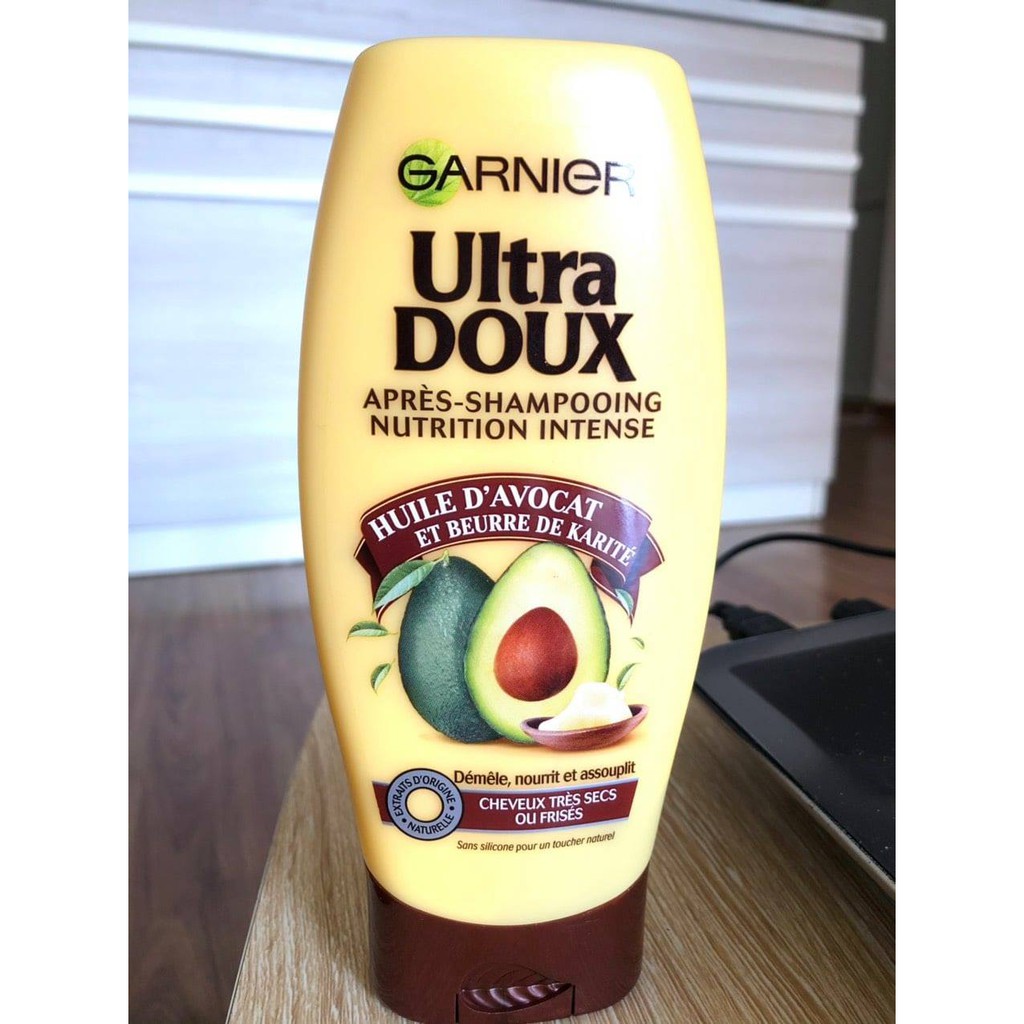 GARNIER
Ultra
DOUX
APRÈS-SHAMPOOING
NUTRITION INTENSE
HUILE D'AVOCAT
ET BEURRE DE KARITÉ
Démêle, nourrit et assouplit
EXTRAITS D'ORIGINE
NATURELLE
CHEVEUX TRÈS SECS
OU FRISÉS
Sans silicone pour un toucher naturel